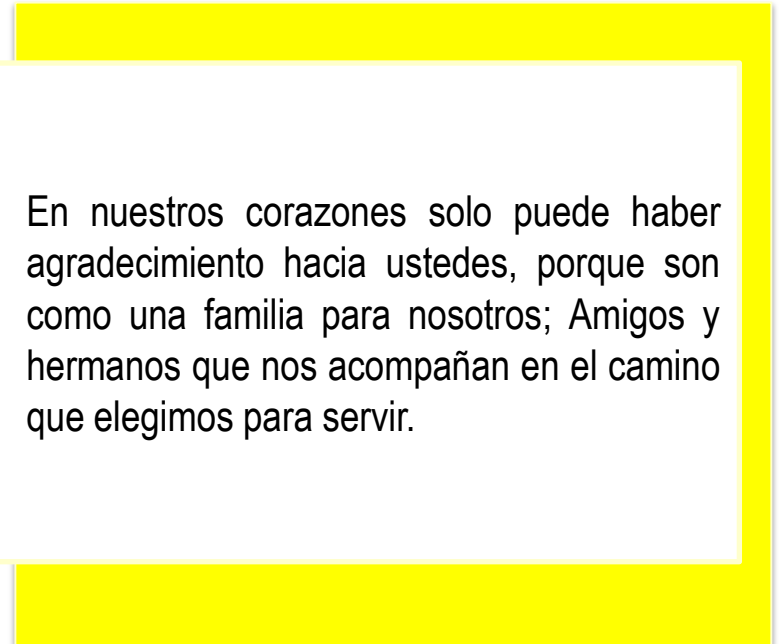 En nuestros corazones solo puede haber
agradecimiento hacia ustedes, porque son
como una familia para nosotros; Amigos y
hermanos que nos acompañan en el camino
que elegimos para servir.